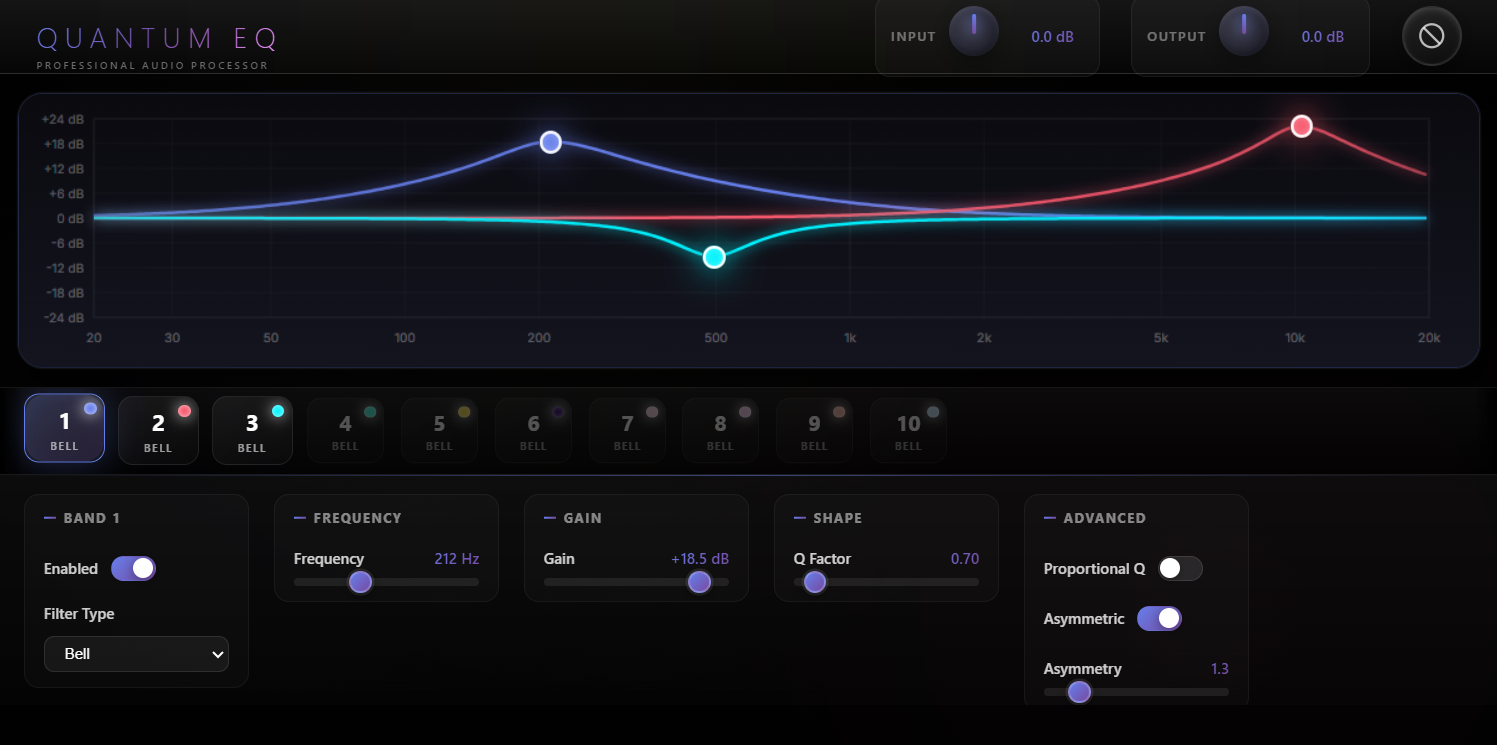 QUANTUM EQ
PROFESSIONAL AUDIO PROCESSOR
INPUT 0.0 dB OUTPUT 0.0 dB
+24 dB
+18 dB
+12 dB
+6 dB
0 dB
-6 dB
-12 dB
-18 dB
-24 dB
20 30 50 100 200 500 1k 2k 5k 10k 20k
1 2 3 4 5 6 7 8 9 10
BELL BELL BELL BELL BELL BELL BELL BELL BELL BELL
BAND 1
Enabled
Filter Type
Bell
FREQUENCY
Frequency 212 Hz
GAIN
Gain +18.5 dB
SHAPE
Q Factor 0.70
ADVANCED
Proportional Q
Asymmetric
Asymmetry 1.3